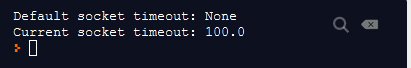 Default socket timeout: None
Current socket timeout: 100.0